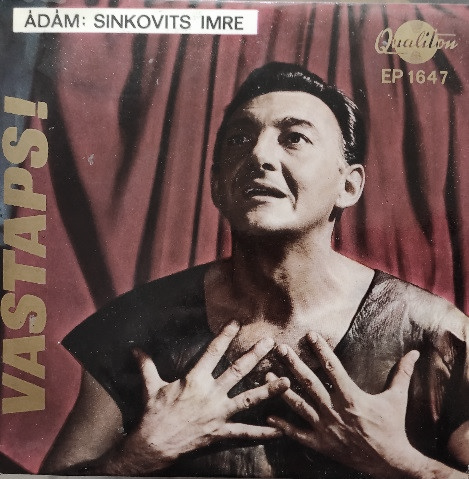 ÁDÁM: SINKOVITS IMRE
Qualiton
EP 1647
VASTAPS!